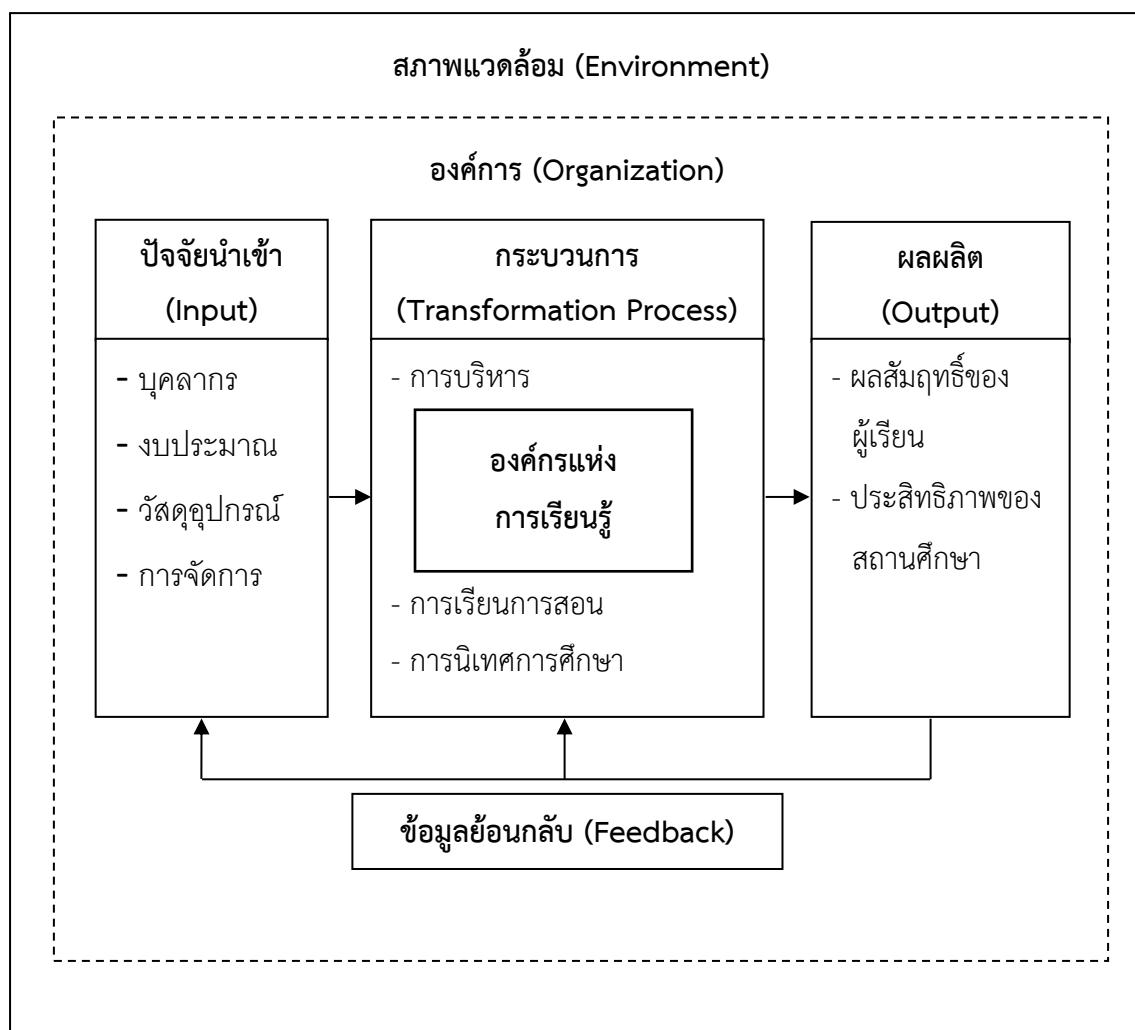 สภาพแวดล้อม (Environment)
องค์การ (Organization)
ปัจจัยนำเข้า
(Input)
- บุคลากร
- งบประมาณ
- วัสดุอุปกรณ์
- การจัดการ
กระบวนการ
(Transformation Process)
- การบริหาร
องค์กรแห่ง
การเรียนรู้
- การเรียนการสอน
- การนิเทศการศึกษา
ผลผลิต
(Output)
- ผลสัมฤทธิ์ของ
ผู้เรียน
- ประสิทธิภาพของ
สถานศึกษา
ข้อมูลย้อนกลับ (Feedback)